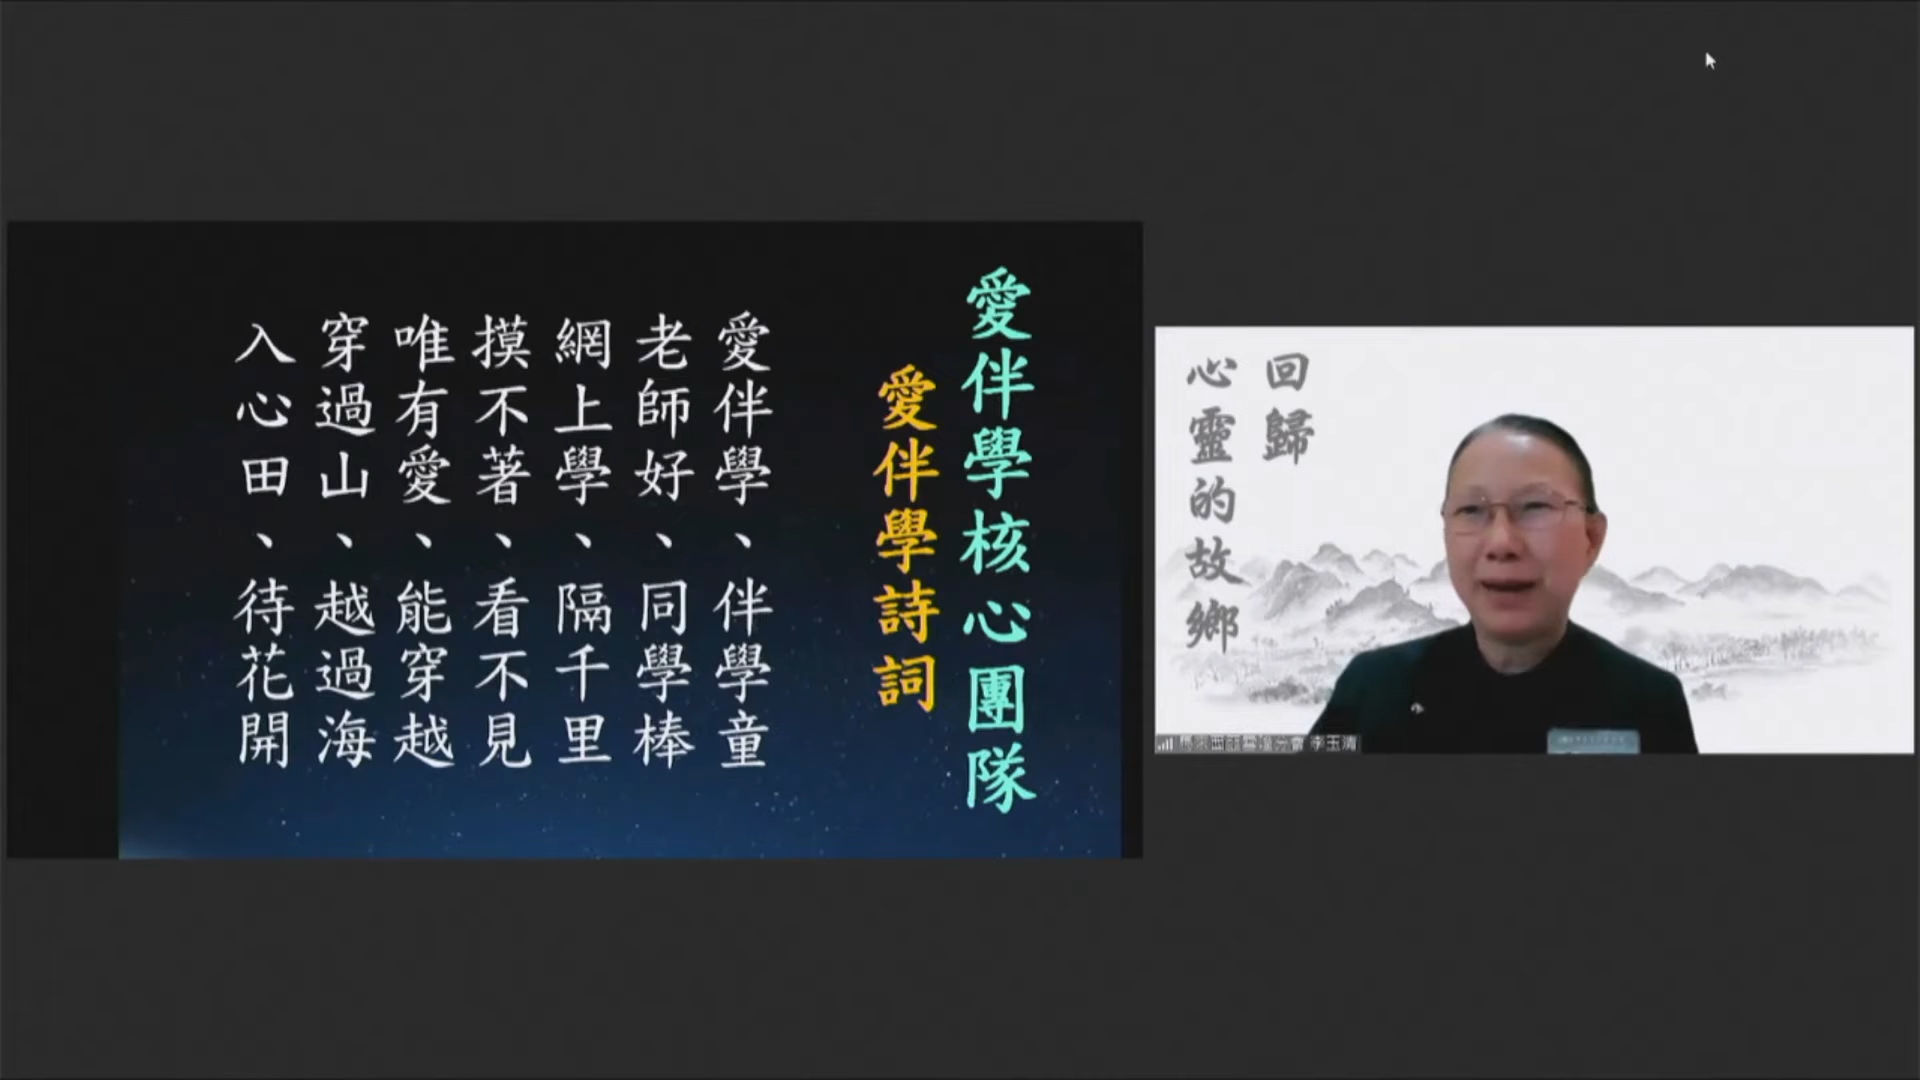 愛伴學核心團隊
愛伴學詩詞
愛伴學、伴學童
老師好、同學棒
網上學、隔千里
摸不著、看不見
唯有愛、能穿越
穿過山、越過海
入心田、待花開
回歸
心靈的故鄉
李玉清